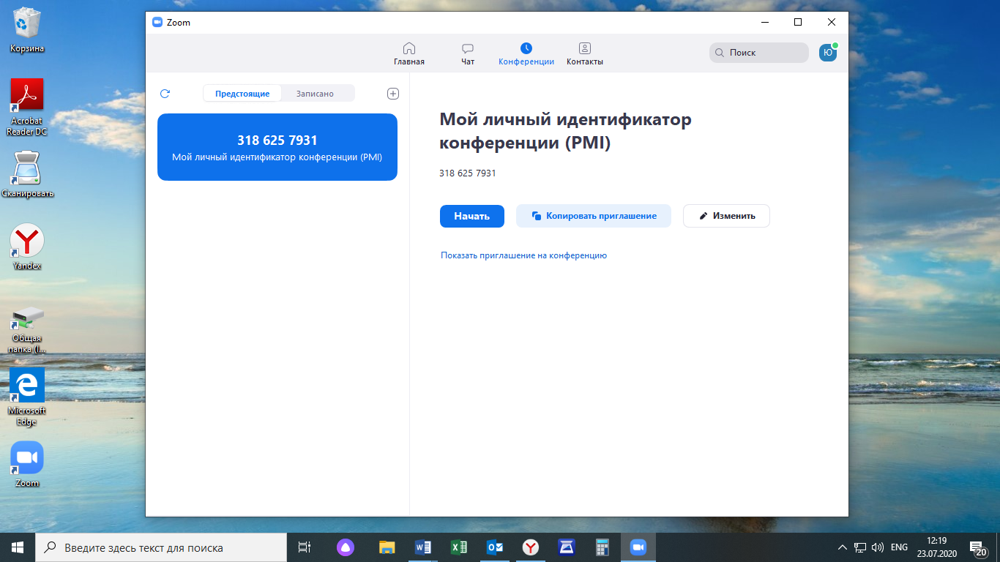 Корзина
Acrobat
Reader DC
Сканировать
Yandex
Общая
папка (I...
Microsoft
Edge
Zoom
Zoom
Главная
Чат
Конференции
Контакты
Поиск
Ю
Предстоящие
Записано
318 625 7931
Мой личный идентификатор конференции (PMI)
Мой личный идентификатор
конференции (PMI)
318 625 7931
Начать
Копировать приглашение
Изменить
Показать приглашение на конференцию
Введите здесь текст для поиска
ENG
12:19
23.07.2020
20